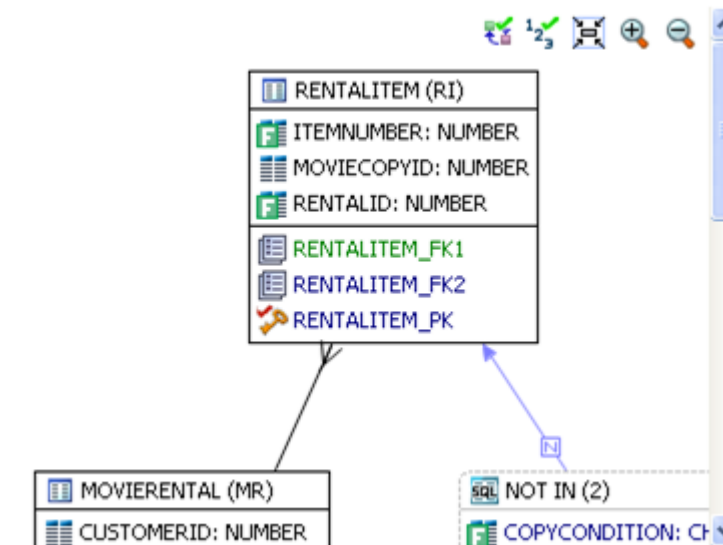 RENTALITEM (RI)
ITEMNUMBER: NUMBER
MOVIECOPYID: NUMBER
RENTALID: NUMBER
RENTALITEM_FK1
RENTALITEM_FK2
RENTALITEM_PK
N
MOVIERENTAL (MR)
SQL NOT IN (2)
CUSTOMERID: NUMBER
COPYCONDITION: CH